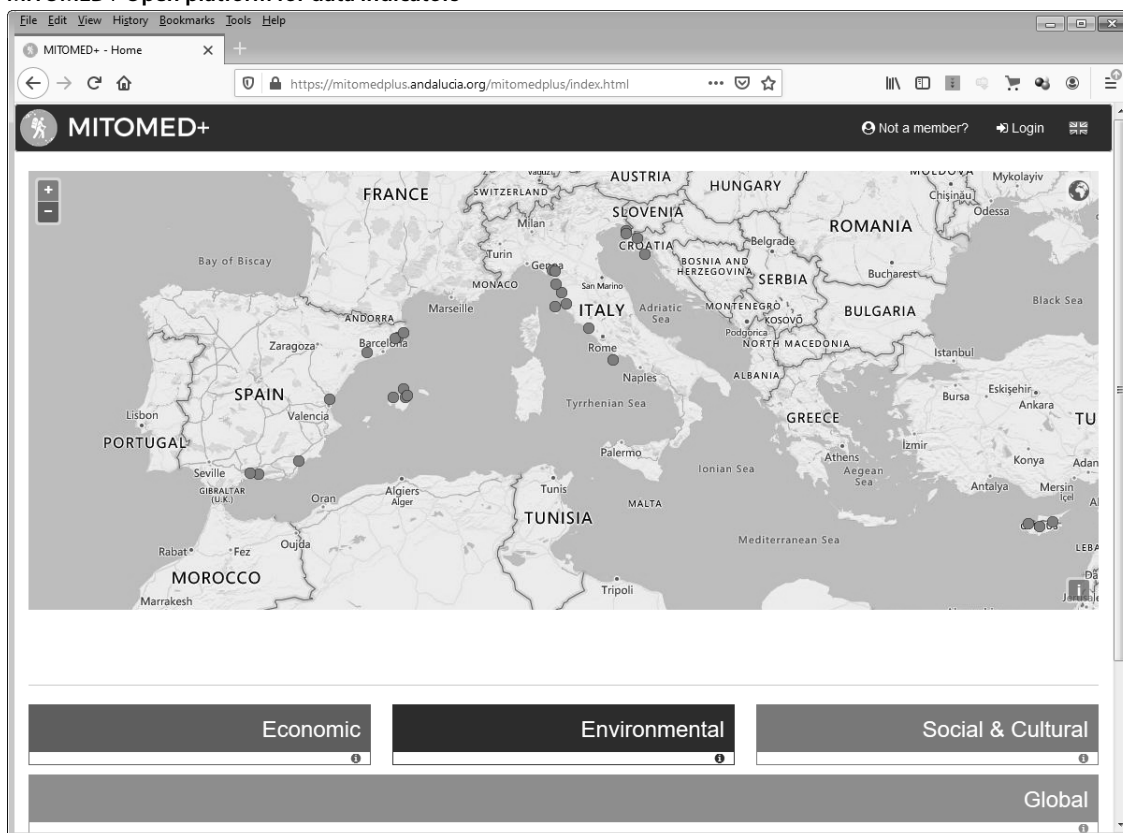 MITOMED+ Open platform for data indicators
File Edit View History Bookmarks Tools Help
MITOMED+ - Home
https://mitomedplus.andalucia.org/mitomedplus/index.html
MITOMED+
Not a member? Login
+
-
AUSTRIA
Mykolayiv
FRANCE
SWITZERLAND
HUNGARY
Chişinău
Odessa
SLOVENIA
Milan
ROMANIA
CROATIA
Belgrade
Turin
Bay of Biscay
BOSNIA AND
HERZEGOVINA
SERBIA
Bucharest
MONACO
San Marino
Black Sea
Marseille
ITALY
Adriatic
Sea
MONTENEGRO
KOSOVO
BULGARIA
ANDORRA
Podgorica
Zaragoza
Barcelona
Rome
NORTH MACEDONIA
Istanbul
Naples
ALBANIA
Eskişehir
Bursa
Ankara
SPAIN
Tyrrhenian Sea
Lisbon
Valencia
GREECE
TU
PORTUGAL
Palermo
Izmir
Athens
Konya
Adan
Ionian Sea
Aegean
Sea
Seville
Antalya
Mersin
İçel
GIBRALTAR
(U.K.)
Oran
Algiers
Alger
Tunis
MALTA
TUNISIA
Mediterranean Sea
Rabat
Fez
Oujda
LEBA
MOROCCO
Tripoli
Marrakesh
Economic
Environmental
Social & Cultural
Global